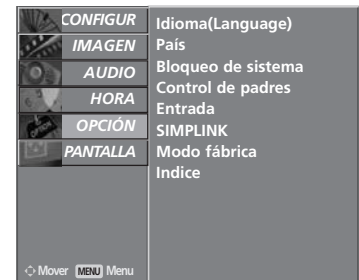 CONFIGUR
IMAGEN
AUDIO
HORA
OPCIÓN
PANTALLA
Idioma(Language)
País
Bloqueo de sistema
Control de padres
Entrada
SIMPLINK
Modo fábrica
Indice
Mover MENU Menu